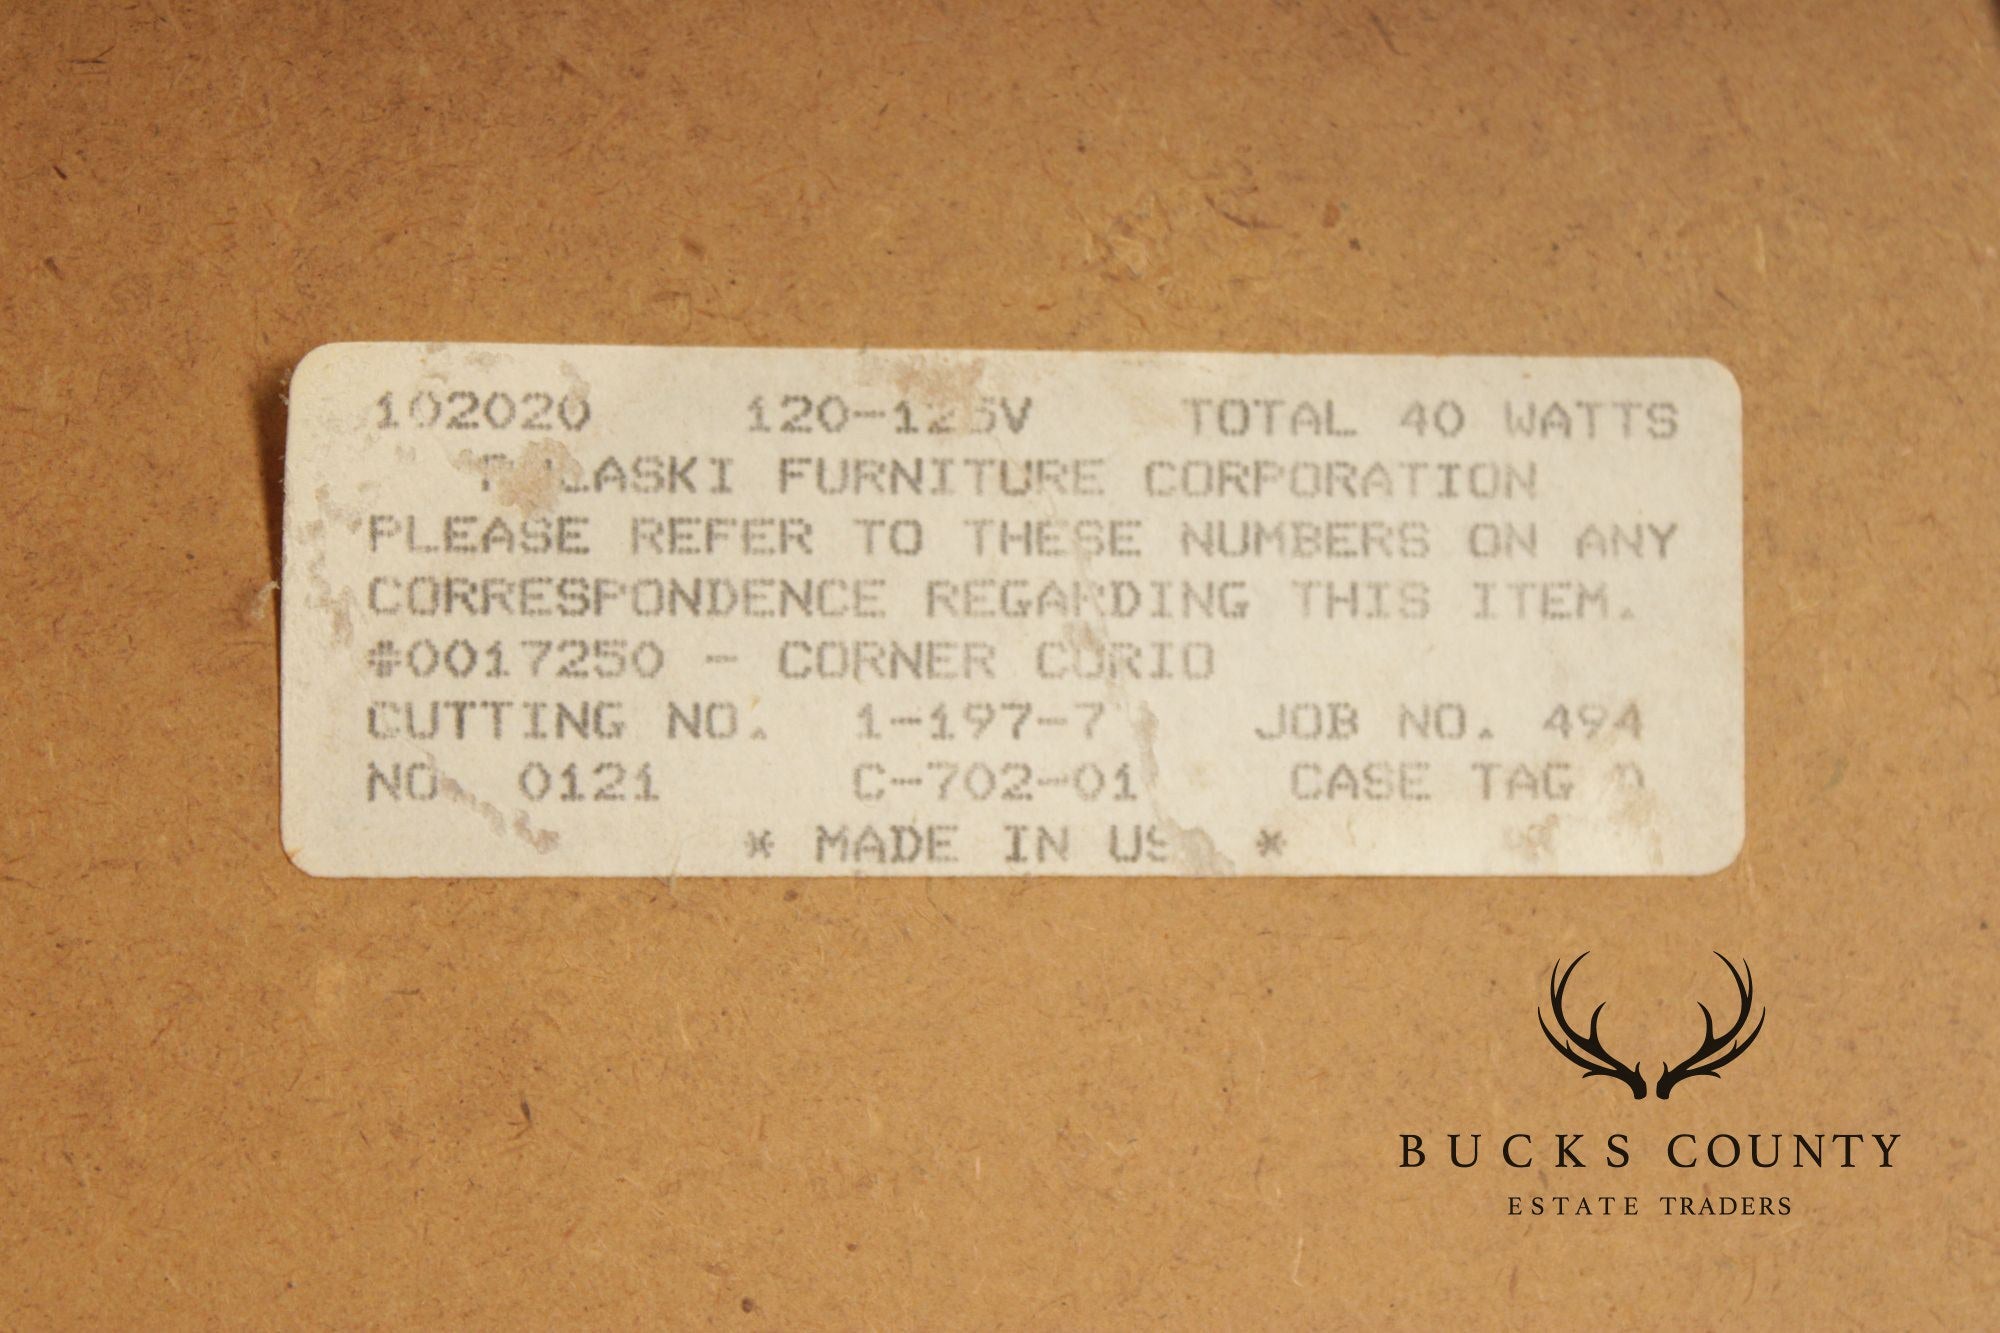 102020 120-125V TOTAL 40 WATTS
PULASKI FURNITURE CORPORATION
PLEASE REFER TO THESE NUMBERS ON ANY
CORRESPONDENCE REGARDING THIS ITEM.
#0017250 - CORNER CURIO
CUTTING NO. 1-197-7 JOB NO. 494
NO 0121 C-702-01 CASE TAG
* MADE IN US *
BUCKS COUNTY
ESTATE TRADERS